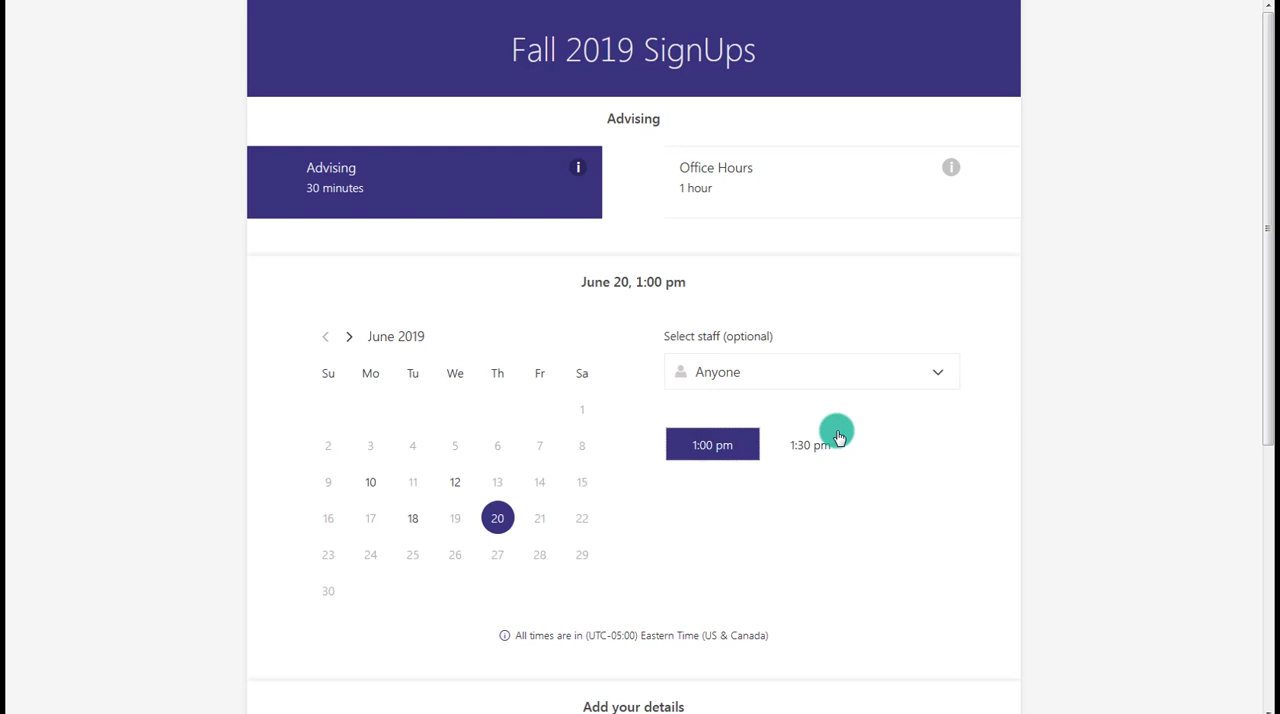 Fall 2019 SignUps
Advising
Advising
30 minutes
Office Hours
1 hour
June 20, 1:00 pm
June 2019
Su Mo Tu We Th Fr Sa
1
2 3 4 5 6 7 8
9 10 11 12 13 14 15
16 17 18 19 20 21 22
23 24 25 26 27 28 29
30
Select staff (optional)
Anyone
1:00 pm 1:30 pm
All times are in (UTC-05:00) Eastern Time (US & Canada)
Add your details